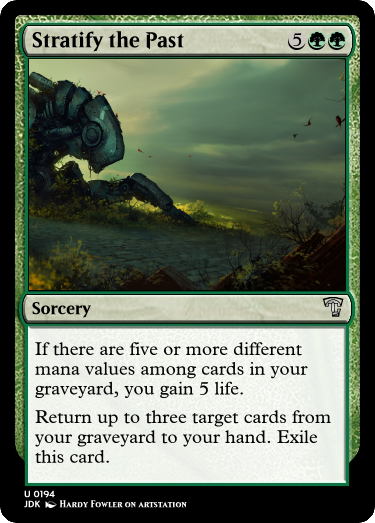 Stratify the Past 5
Sorcery
If there are five or more different
mana values among cards in your
graveyard, you gain 5 life.
Return up to three target cards from
your graveyard to your hand. Exile
this card.
U 0194
JDK Hardy Fowler on artstation